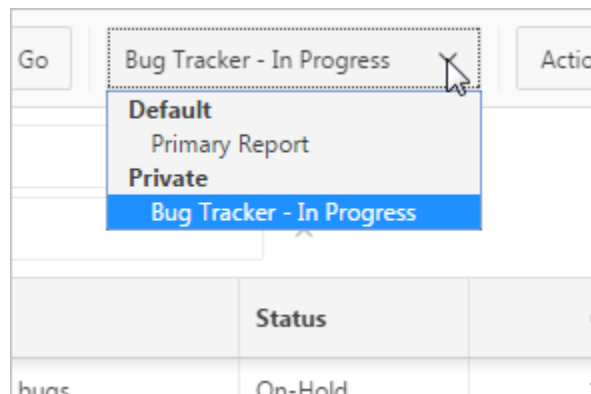 Go
Bug Tracker - In Progress
Default
Primary Report
Private
Bug Tracker - In Progress
Status
bugs
On-Hold